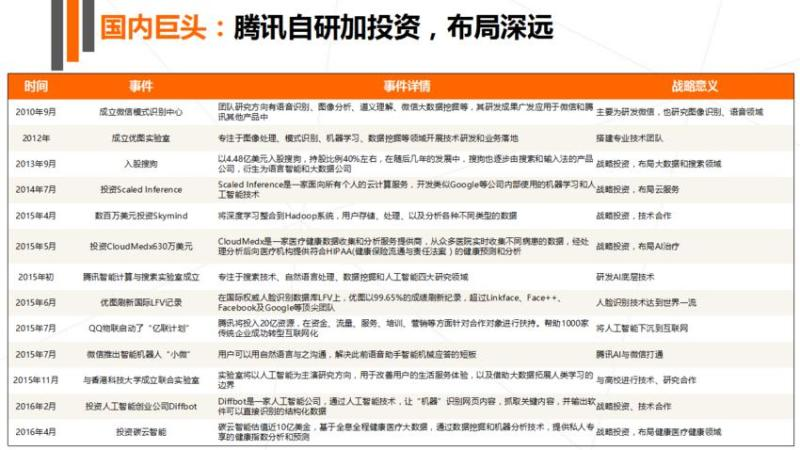 国内巨头：腾讯自研加投资，布局深远
时间 事件 事件详情 战略意义
2010年9月 成立微信模式识别中心 团队研究方向有语音识别、图像分析、道义理解、微信大数据挖掘等，其研发成果广发应用于微信和腾 主要为研发微信，也研究图像识别、语音领域
讯其他产品中
2012年 成立优图实验室 专注于图像处理、模式识别、机器学习、数据挖掘等领域开展技术研发和业务落地 搭建专业技术团队
2013年9月 入股搜狗 以4.48亿美元入股搜狗，持股比例40%左右，在随后几年的发展中，搜狗也逐步由搜索和输入法的产品 战略投资，布局大数据和搜索领域
公司，衍生为语言智能和大数据公司
2014年7月 投资Scaled Inference Scaled Inference是一家面向所有个人的云计算服务，开发类似Google等公司内部使用的机器学习和人 战略投资，布局云服务
工智能技术
2015年4月 数百万美元投资Skymind 将深度学习整合到Hadoop系统，用户存储、处理、以及分析各种不同类型的数据 战略投资，技术合作
2015年5月 投资CloudMedx630万美元 CloudMedx是一家医疗健康数据收集和分析服务提供商，从众多医院实时收集不同病患的数据，经处 战略投资，布局AI治疗
理分析后向医疗机构提供符合HIPAA(健康保险流通与责任法案）的健康预测和分析
2015年初 腾讯智能计算与搜索实验室成立 专注于搜索技术、自然语言处理、数据挖掘和人工智能四大研究领域 研发AI底层技术
2015年6月 优图刷新国际LFV记录 在国际权威人脸识别数据库LFV上，优图以99.65%的成绩刷新纪录，超过Linkface、Face++、 人脸识别技术达到世界一流
Facebook及Google等顶尖团队
2015年7月 QQ物联启动了“亿联计划” 腾讯将投入20亿资源，在资金、流量、服务、培训、营销等方面针对合作对象进行扶持。帮助1000家 将人工智能下沉到互联网
传统企业成功转型互联网化
2015年7月 微信推出智能机器人“小微” 用户可以用自然语言与之沟通，解决此前语音助手智能机械应答的短板 腾讯AI与微信打通
2015年11月 与香港科技大学成立联合实验室 实验室将以人工智能为主演研究方向，用于改善用户的生活服务体验，以及借助大数据拓展人类学习的 与高校进行技术、研究合作
边界
2016年2月 投资人工智能创业公司Diffbot Diffbot是一家人工智能公司，通过人工智能技术，让“机器”识别网页内容，抓取关键内容，并输出软 战略投资，技术合作
件可以直接识别的结构化数据
2016年4月 投资碳云智能 碳云智能估值近10亿美金，基于全息全程健康医疗大数据，通过数据挖掘和机器分析技术，提供私人专 战略投资，布局健康医疗健康领域
享的健康指数分析和预测